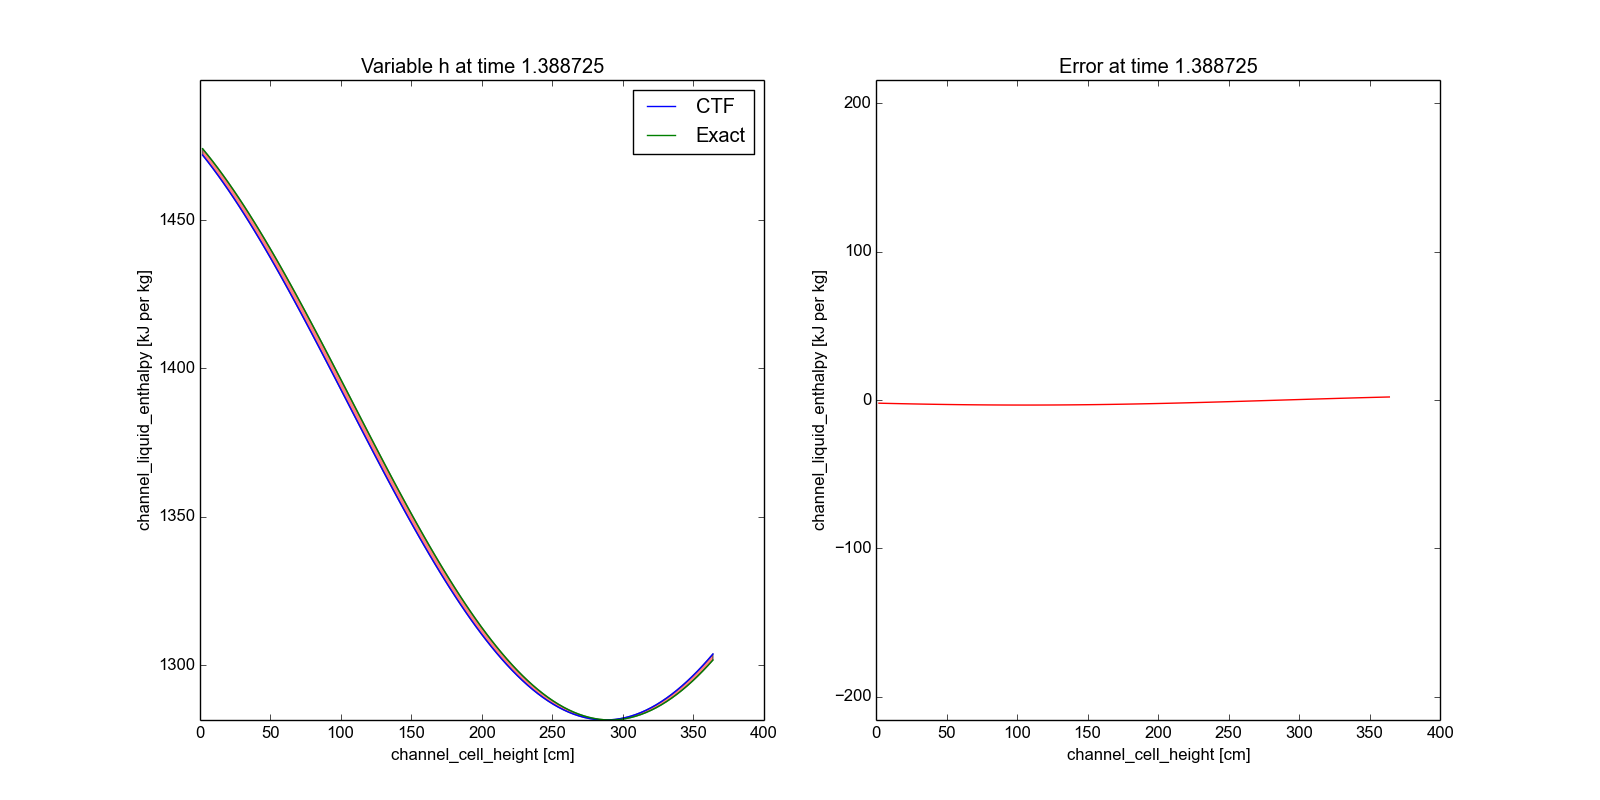 Variable h at time 1.388725
CTF
Exact
1450
1400
1350
1300
channel_liquid_enthalpy [kJ per kg]
0 50 100 150 200 250 300 350 400
channel_cell_height [cm]
Error at time 1.388725
200
100
0
−100
−200
channel_liquid_enthalpy [kJ per kg]
0 50 100 150 200 250 300 350 400
channel_cell_height [cm]